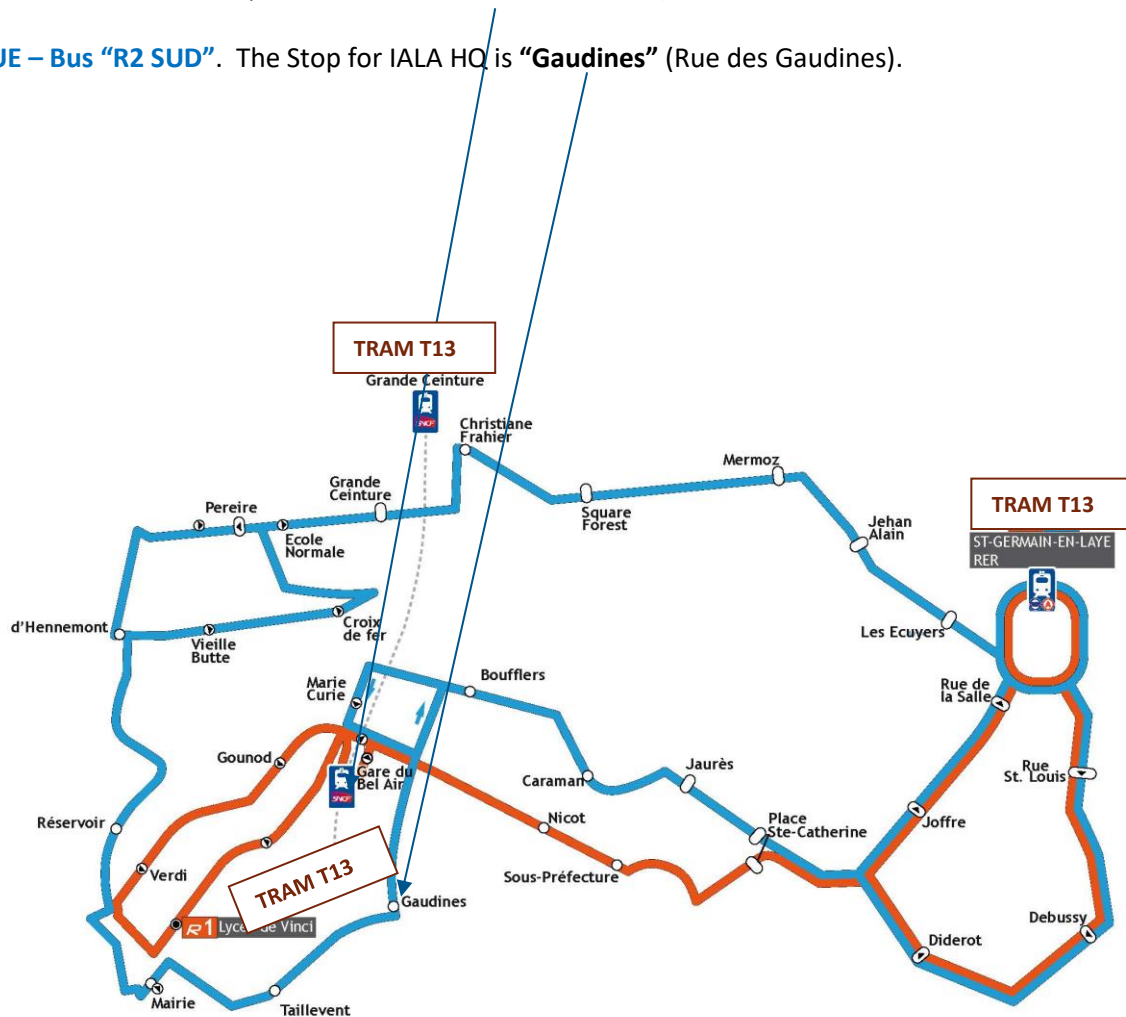 UE – Bus “R2 SUD”. The Stop for IALA HQ is “Gaudines” (Rue des Gaudines).
TRAM T13
Grande Ceinture
SNCF
Christiane
Frahier
Mermoz
Grande
Ceinture
Pereire
Square
Forest
Ecole
Normale
Jehan
Alain
TRAM T13
ST-GERMAIN-EN-LAYE
RER
A
d'Hennemont
Vieille
Butte
Croix
de fer
Les Ecuyers
Marie
Curie
Boufflers
Rue de
la Salle
Gounod
Gare du
Bel Air
SNCF
Caraman
Jaurès
Rue
St. Louis
Réservoir
Nicot
Place
Ste-Catherine
Joffre
Verdi
Sous-Préfecture
TRAM T13
Gaudines
R1 Lycée de Vinci
Debussy
Diderot
Mairie
Taillevent